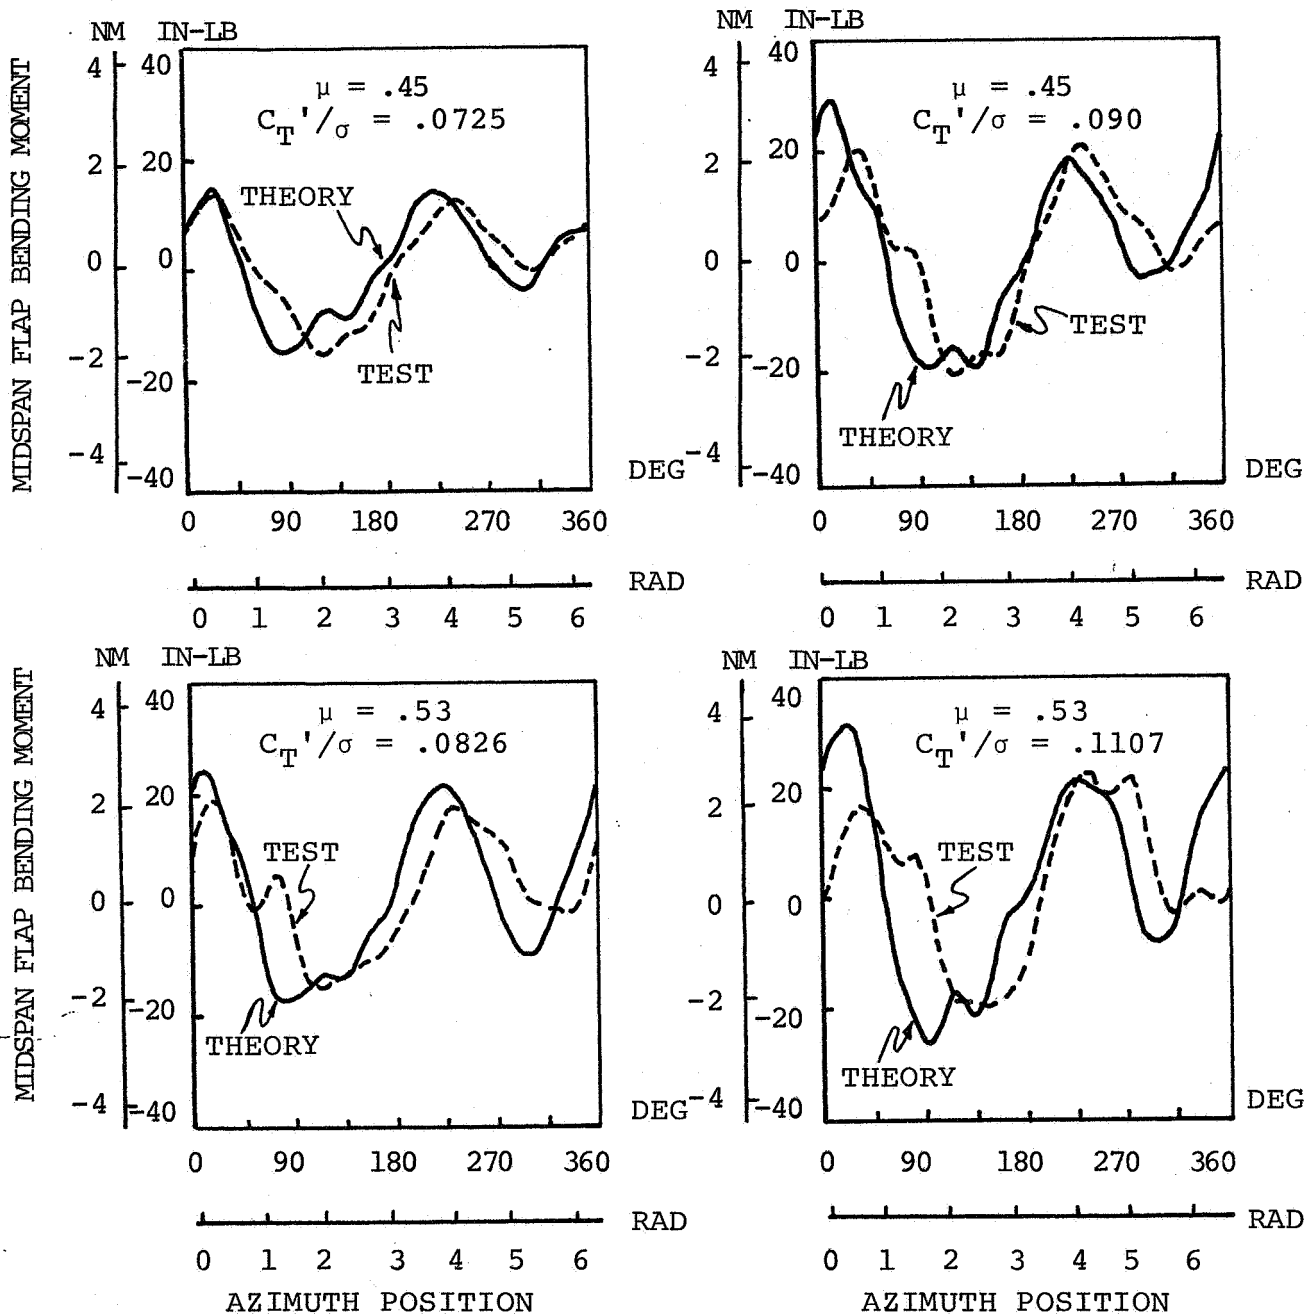 NM IN-LB
MIDSPAN FLAP BENDING MOMENT
4
2
0
-2
-4
40
20
0
-20
-40
μ = .45
C_T'/σ = .0725
THEORY
TEST
DEG
0 90 180 270 360
RAD
0 1 2 3 4 5 6
NM IN-LB
4
2
0
-2
-4
40
20
0
-20
-40
μ = .45
C_T'/σ = .090
TEST
THEORY
DEG
0 90 180 270 360
RAD
0 1 2 3 4 5 6
NM IN-LB
MIDSPAN FLAP BENDING MOMENT
4
2
0
-2
-4
40
20
0
-20
-40
μ = .53
C_T'/σ = .0826
TEST
THEORY
DEG
0 90 180 270 360
RAD
0 1 2 3 4 5 6
AZIMUTH POSITION
NM IN-LB
4
2
0
-2
-4
40
20
0
-20
-40
μ = .53
C_T'/σ = .1107
TEST
THEORY
DEG
0 90 180 270 360
RAD
0 1 2 3 4 5 6
AZIMUTH POSITION